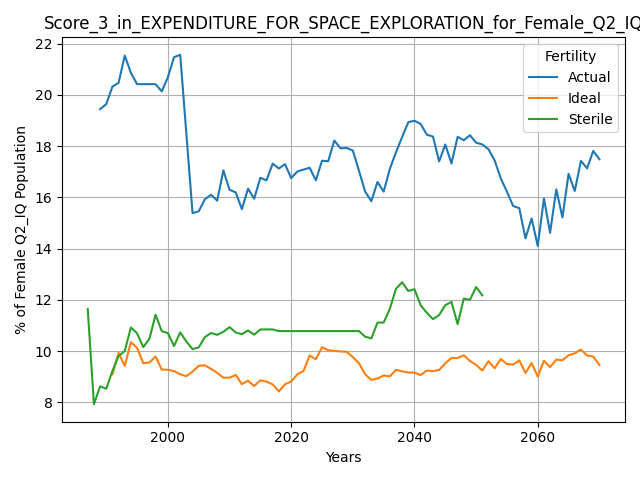 Score_3_in_EXPENDITURE_FOR_SPACE_EXPLORATION_for_Female_Q2_IQ
Fertility
Actual
Ideal
Sterile
% of Female Q2_IQ Population
22
20
18
16
14
12
10
8
2000 2020 2040 2060
Years